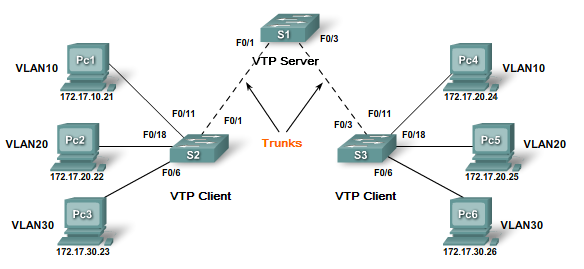 F0/1
S1
F0/3
VTP Server
VLAN10
Pc1
172.17.10.21
F0/11
F0/1
VLAN20
Pc2
172.17.20.22
F0/18
S2
F0/6
VTP Client
VLAN30
Pc3
172.17.30.23
Trunks
Pc4
VLAN10
172.17.20.24
F0/11
F0/3
F0/18
Pc5
VLAN20
172.17.20.25
S3
F0/6
VTP Client
Pc6
VLAN30
172.17.30.26